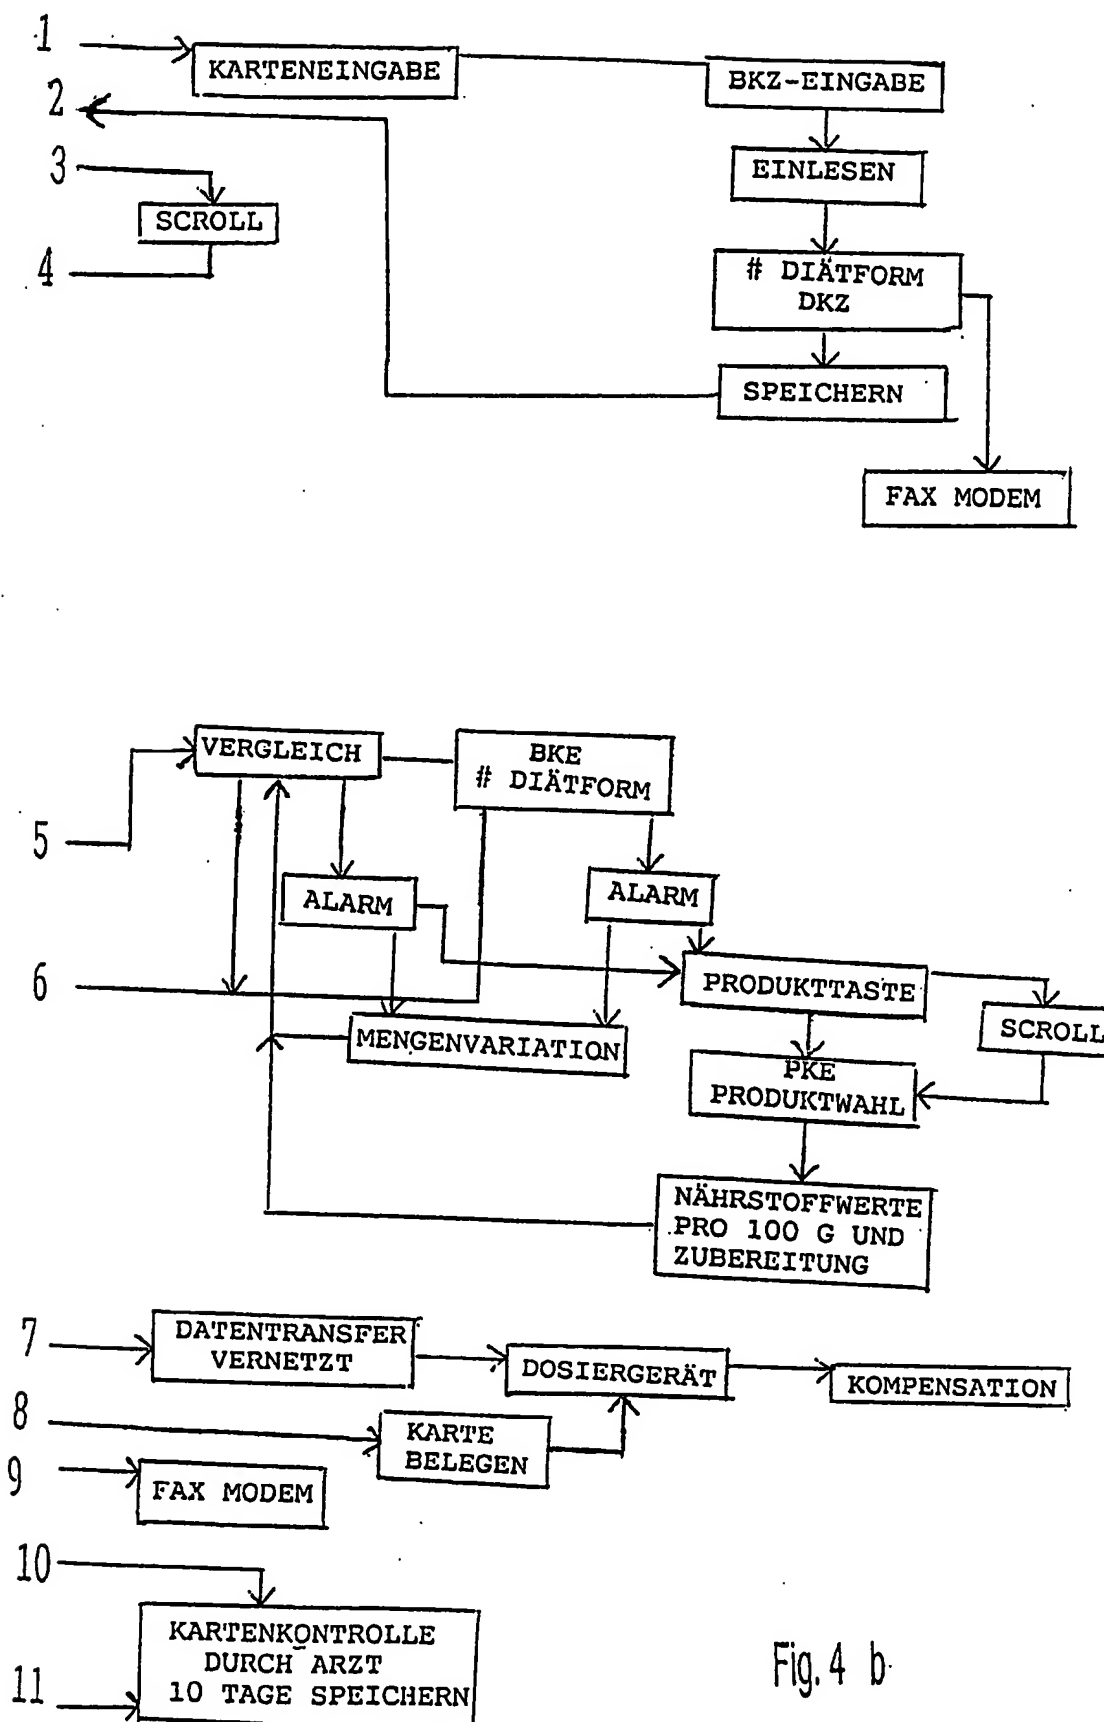 1
KARTENEINGABE
BKZ-EINGABE
2
3
EINLESEN
SCROLL
4
# DIÄTFORM
DKZ
SPEICHERN
FAX MODEM
5
VERGLEICH
BKE
# DIÄTFORM
ALARM
ALARM
6
PRODUKTTASTE
SCROLL
MENGENVARIATION
PKE
PRODUKTWAHL
NÄHRSTOFFWERTE
PRO 100 G UND
ZUBEREITUNG
7
DATENTRANSFER
VERNETZT
DOSIERGERÄT
KOMPENSATION
8
KARTE
BELEGEN
9
FAX MODEM
10
KARTENKONTROLLE
DURCH ARZT
10 TAGE SPEICHERN
11
Fig. 4 b